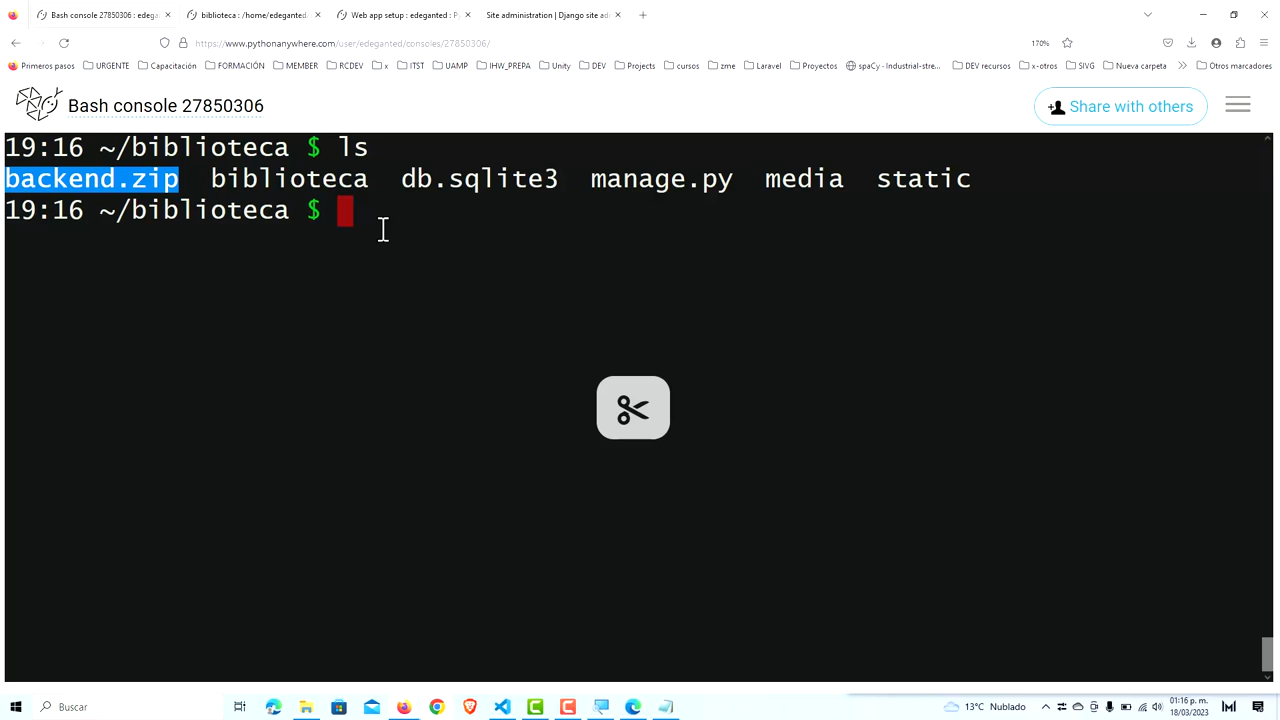 Bash console 27850306 : edegan
biblioteca : /home/edeganted/
Web app setup : edeganted : P
Site administration | Django site ad
https://www.pythonanywhere.com/user/edeganted/consoles/27850306/
170%
Primeros pasos
URGENTE
Capacitación
FORMACIÓN
MEMBER
RCDEV
x
ITST
UAMP
IHW_PREPA
Unity
DEV
Projects
cursos
zme
Laravel
Proyectos
spaCy · Industrial-stre...
DEV recursos
x-otros
SIVG
Nueva carpeta
Otros marcadores
Bash console 27850306
Share with others
19:16 ~/biblioteca $ ls
backend.zip biblioteca db.sqlite3 manage.py media static
19:16 ~/biblioteca $
Buscar
13°C Nublado
01:16 p. m.
18/03/2023